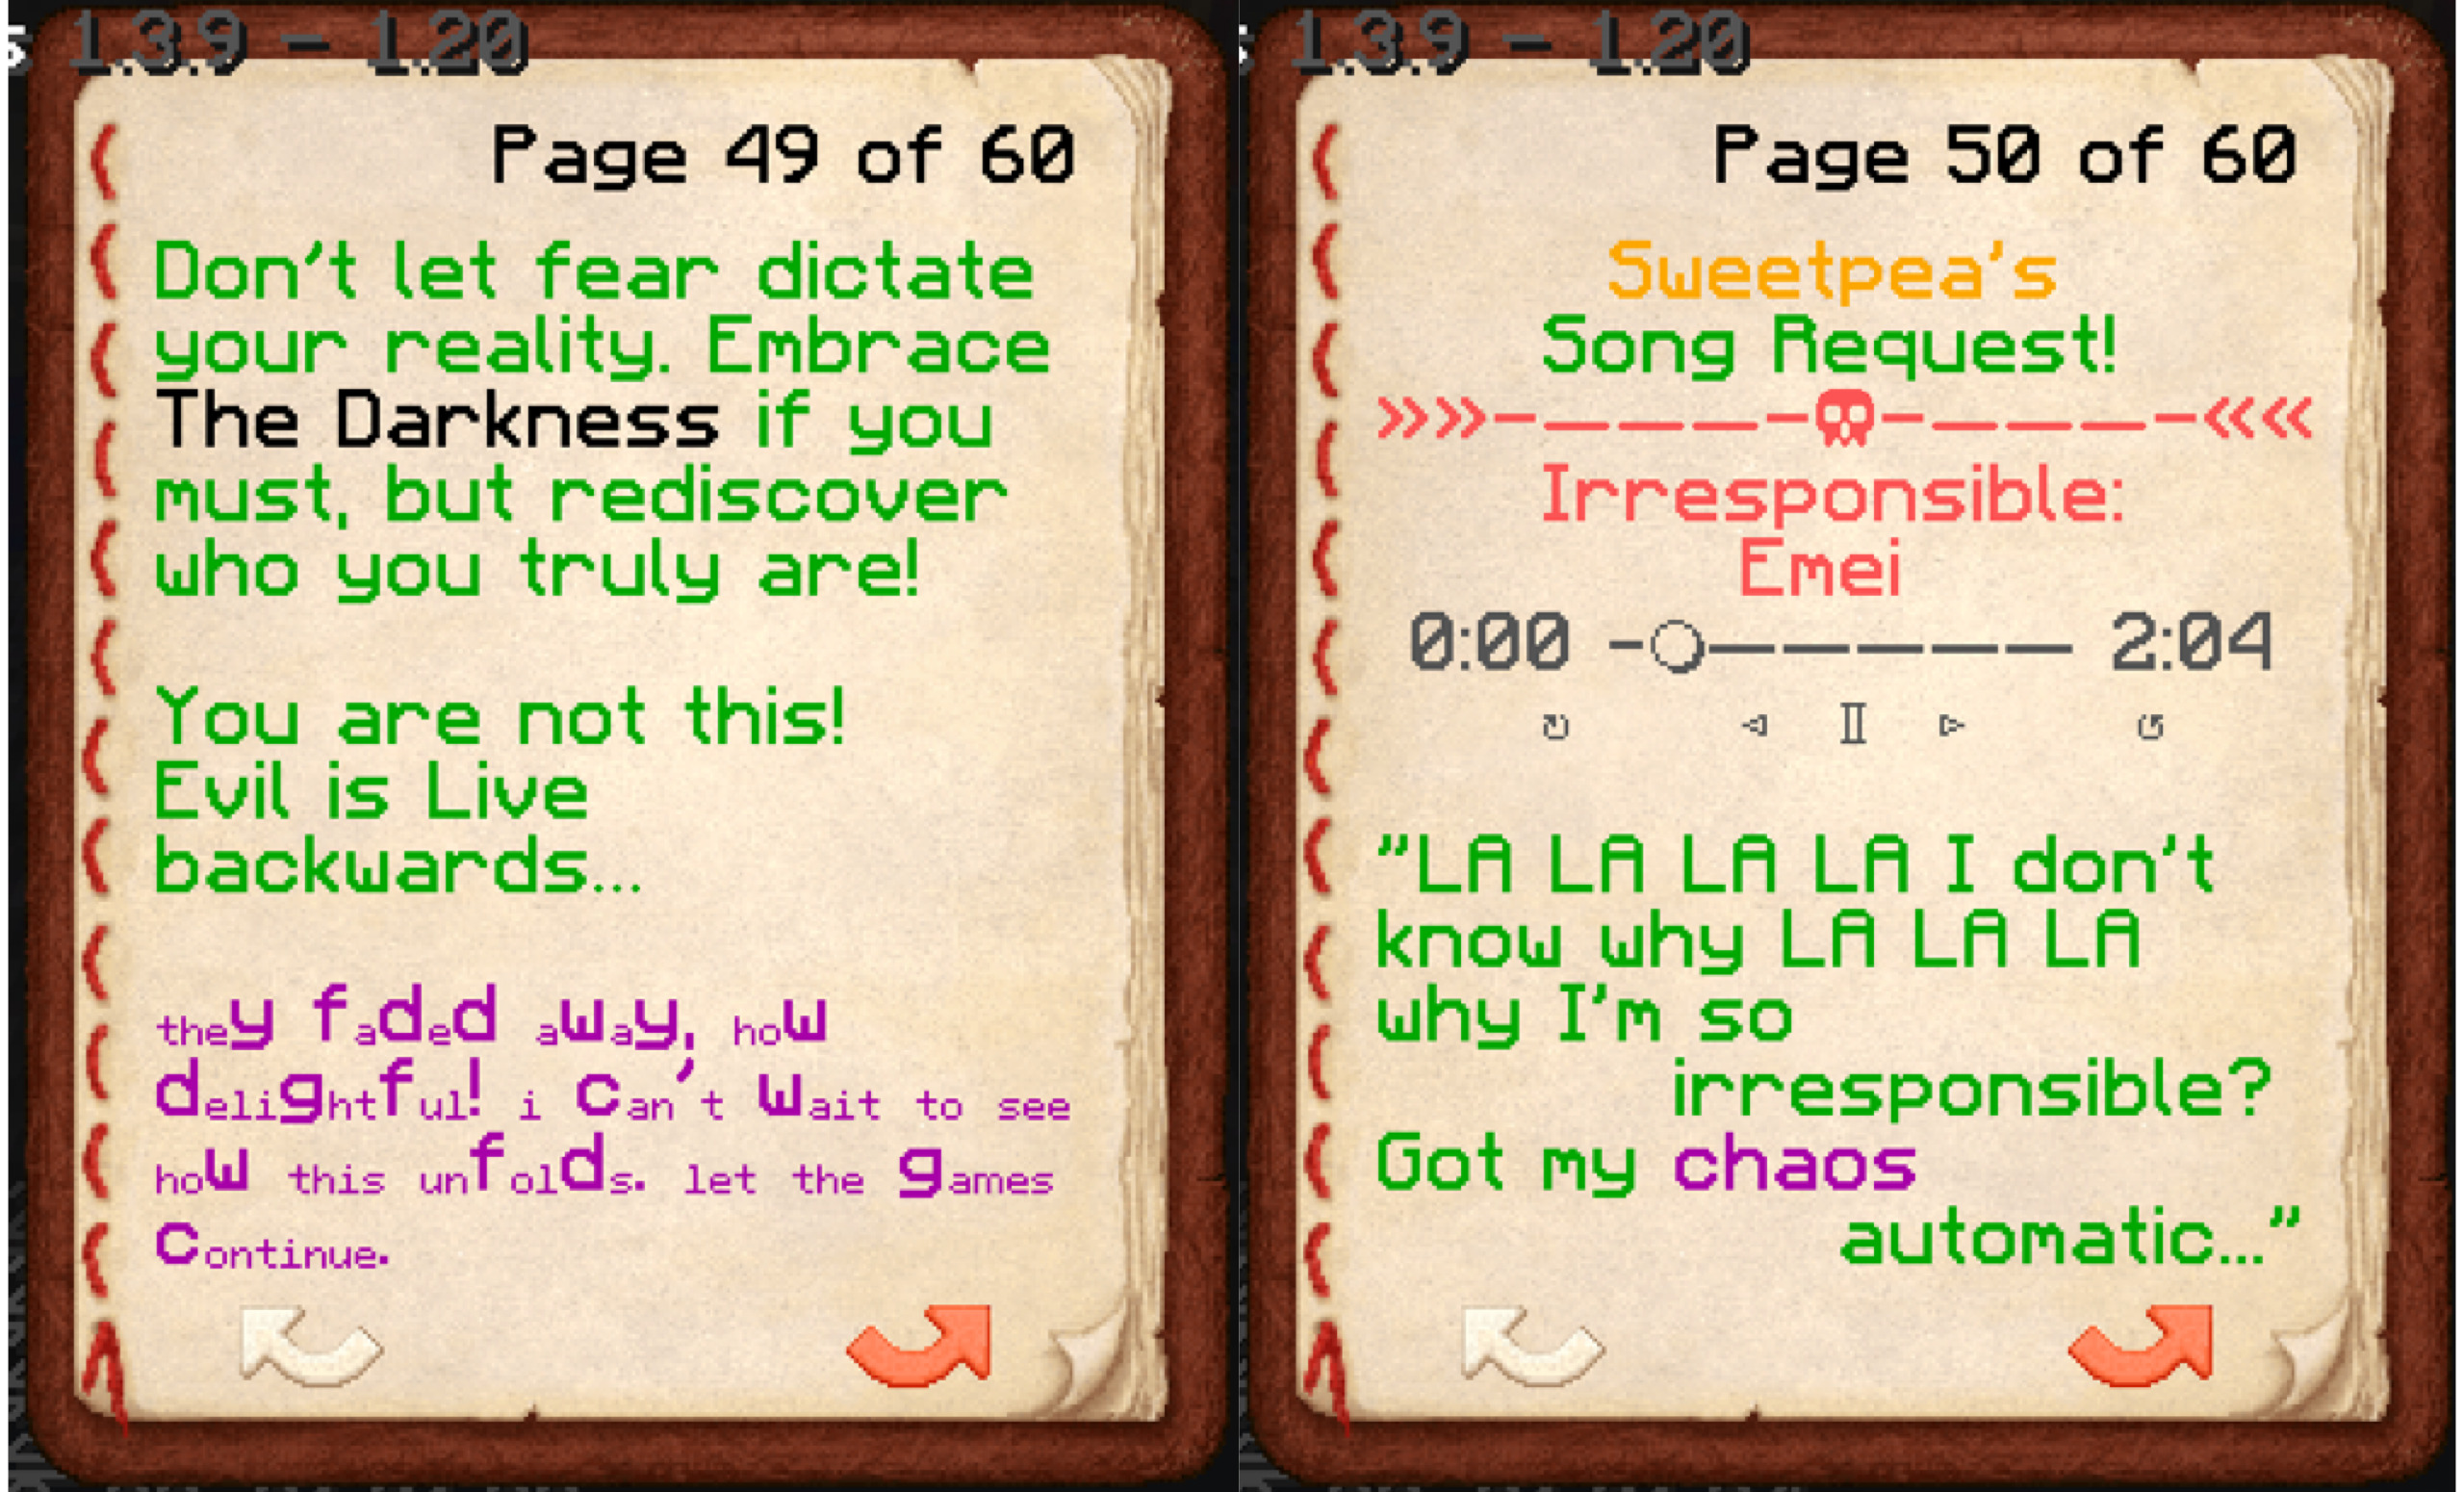 s 1.3.9 - 1.20
Page 49 of 60
Don't let fear dictate
your reality. Embrace
The Darkness if you
must, but rediscover
who you truly are!
You are not this!
Evil is Live
backwards...
they faded away, how
delightful! i can't wait to see
how this unfolds. let the games
continue.
s 1.3.9 - 1.20
Page 50 of 60
Sweetpea's
Song Request!
»»-———-☠-———-««
Irresponsible:
Emei
0:00 -○————— 2:04
↻ ◁ II ▷ ↺
"LA LA LA LA I don't
know why LA LA LA
why I'm so
irresponsible?
Got my chaos
automatic..."